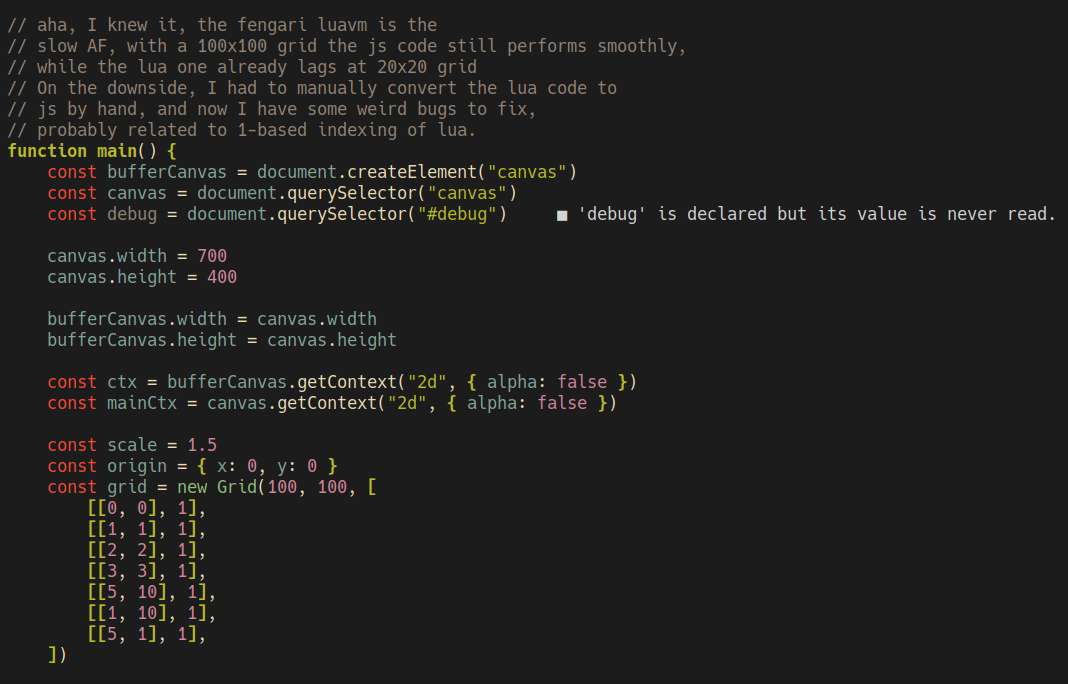 // aha, I knew it, the fengari luavm is the
// slow AF, with a 100x100 grid the js code still performs smoothly,
// while the lua one already lags at 20x20 grid
// On the downside, I had to manually convert the lua code to
// js by hand, and now I have some weird bugs to fix,
// probably related to 1-based indexing of lua.
function main() {
    const bufferCanvas = document.createElement("canvas")
    const canvas = document.querySelector("canvas")
    const debug = document.querySelector("#debug")     ■ 'debug' is declared but its value is never read.

    canvas.width = 700
    canvas.height = 400

    bufferCanvas.width = canvas.width
    bufferCanvas.height = canvas.height

    const ctx = bufferCanvas.getContext("2d", { alpha: false })
    const mainCtx = canvas.getContext("2d", { alpha: false })

    const scale = 1.5
    const origin = { x: 0, y: 0 }
    const grid = new Grid(100, 100, [
        [[0, 0], 1],
        [[1, 1], 1],
        [[2, 2], 1],
        [[3, 3], 1],
        [[5, 10], 1],
        [[1, 10], 1],
        [[5, 1], 1],
    ])